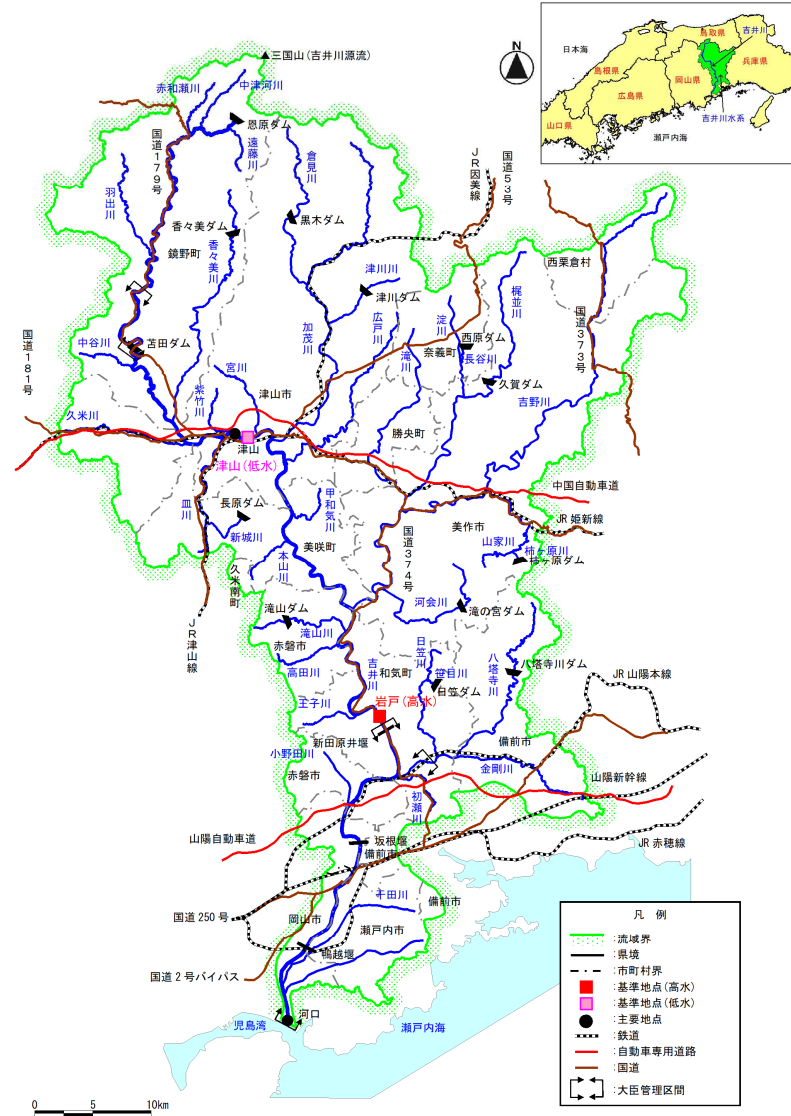 三国山(吉井川源流)
N
日本海
鳥取県
吉井川
島根県
岡山県
兵庫県
広島県
山口県
吉井川水系
瀬戸内海
赤和瀬川
中津河川
恩原ダム
国道179号
遠藤川
倉見川
JR因美線
国道53号
羽出川
香々美ダム
黒木ダム
鏡野町
香々美川
西栗倉村
津川川
津川ダム
梶並川
国道373号
加茂川
広戸川
淀川
西原ダム
国道181号
中谷川
苫田ダム
滝川
奈義町
長谷川
久賀ダム
宮川
紫竹川
津山市
吉野川
久米川
勝央町
津山
津山(低水)
中国自動車道
皿川
長原ダム
甲和気川
JR姫新線
新城川
美咲町
国道374号
美作市
山家川
柿ヶ原川
柿ヶ原ダム
本山川
久米南町
河会川
滝の宮ダム
JR津山線
滝山ダム
滝山川
赤磐市
日笠川
八塔寺川
八塔寺川ダム
高田川
吉井川
和気町
笹目川
日笠ダム
JR山陽本線
王子川
岩戸(高水)
新田原井堰
備前市
小野田川
赤磐市
金剛川
山陽新幹線
初瀬川
山陽自動車道
坂根堰
備前市
JR赤穂線
千田川
国道250号
岡山市
備前市
瀬戸内市
鴨越堰
国道2号バイパス
河口
児島湾
瀬戸内海
凡 例
:流域界
:県境
:市町村界
:基準地点(高水)
:基準地点(低水)
:主要地点
:鉄道
:自動車専用道路
:国道
:大臣管理区間
0 5 10km